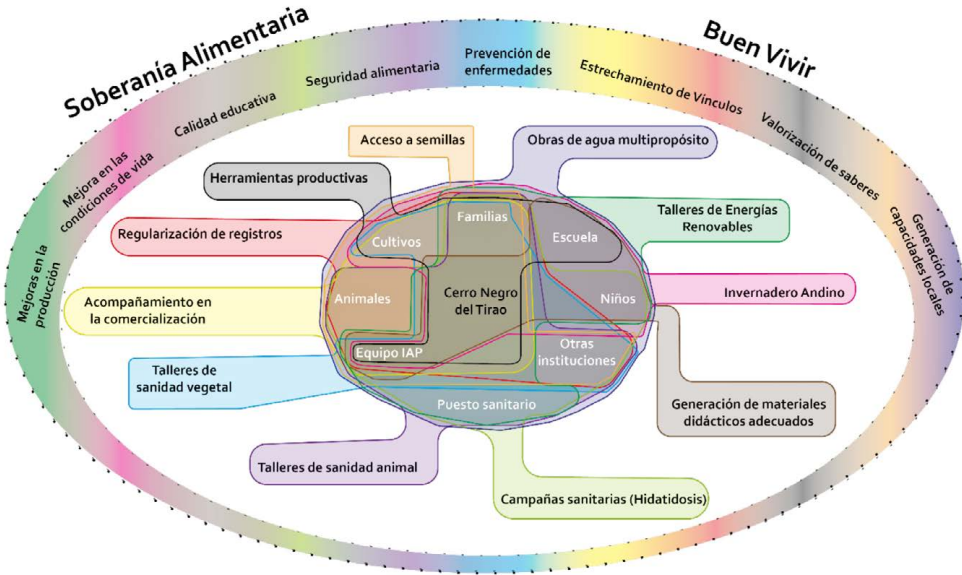 Soberanía Alimentaria
Buen Vivir
Mejoras en la
producción
Mejora en las
condiciones de vida
Calidad educativa
Seguridad alimentaria
Prevención de
enfermedades
Estrechamiento de Vínculos
Valorización de saberes
Generación de
capacidades locales
Acceso a semillas
Obras de agua multipropósito
Herramientas productivas
Talleres de Energías
Renovables
Regularización de registros
Invernadero Andino
Acompañamiento en
la comercialización
Talleres de
sanidad vegetal
Generación de materiales
didácticos adecuados
Talleres de sanidad animal
Campañas sanitarias (Hidatidosis)
Familias
Cultivos
Escuela
Animales
Cerro Negro
del Tirao
Niños
Equipo IAP
Otras
instituciones
Puesto sanitario